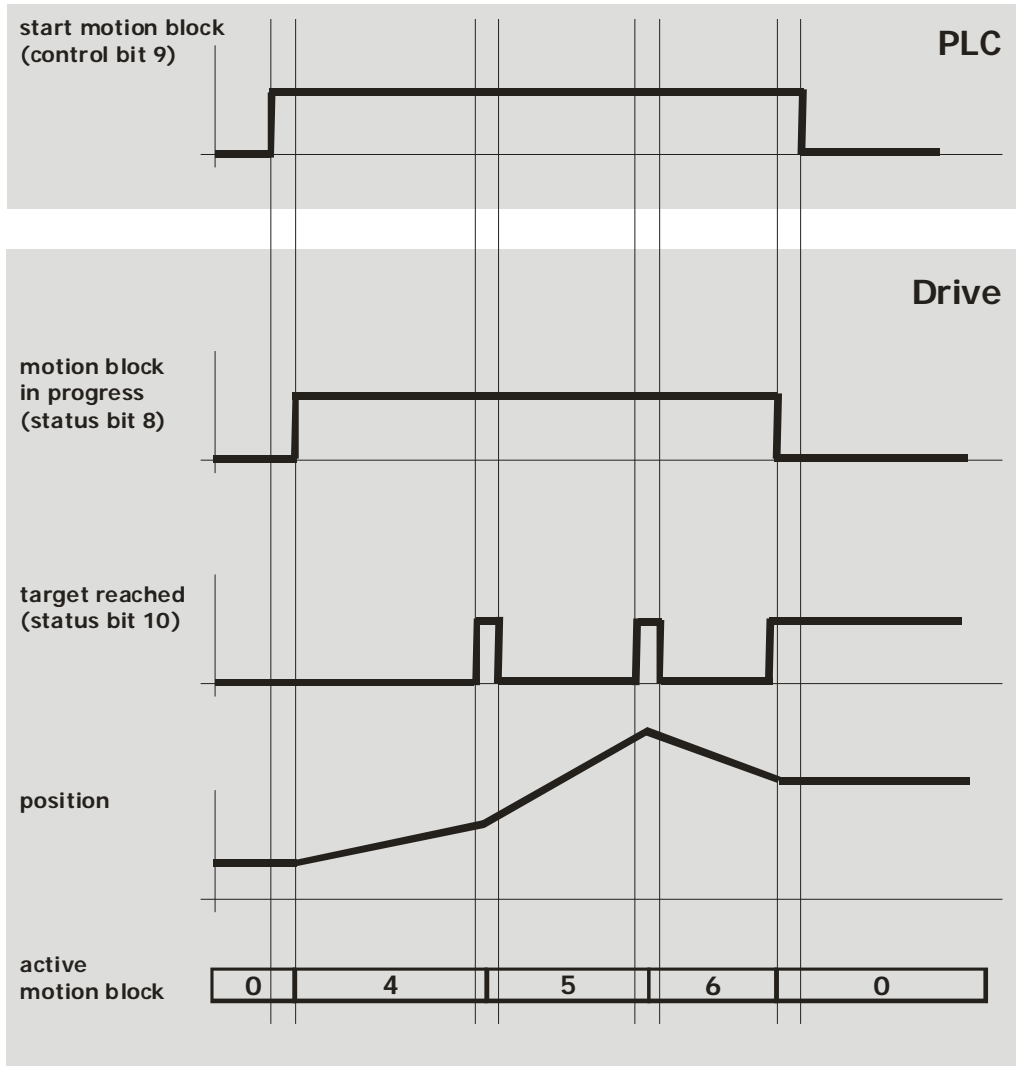 start motion block
(control bit 9)
PLC
Drive
motion block
in progress
(status bit 8)
target reached
(status bit 10)
position
active
motion block
0 4 5 6 0